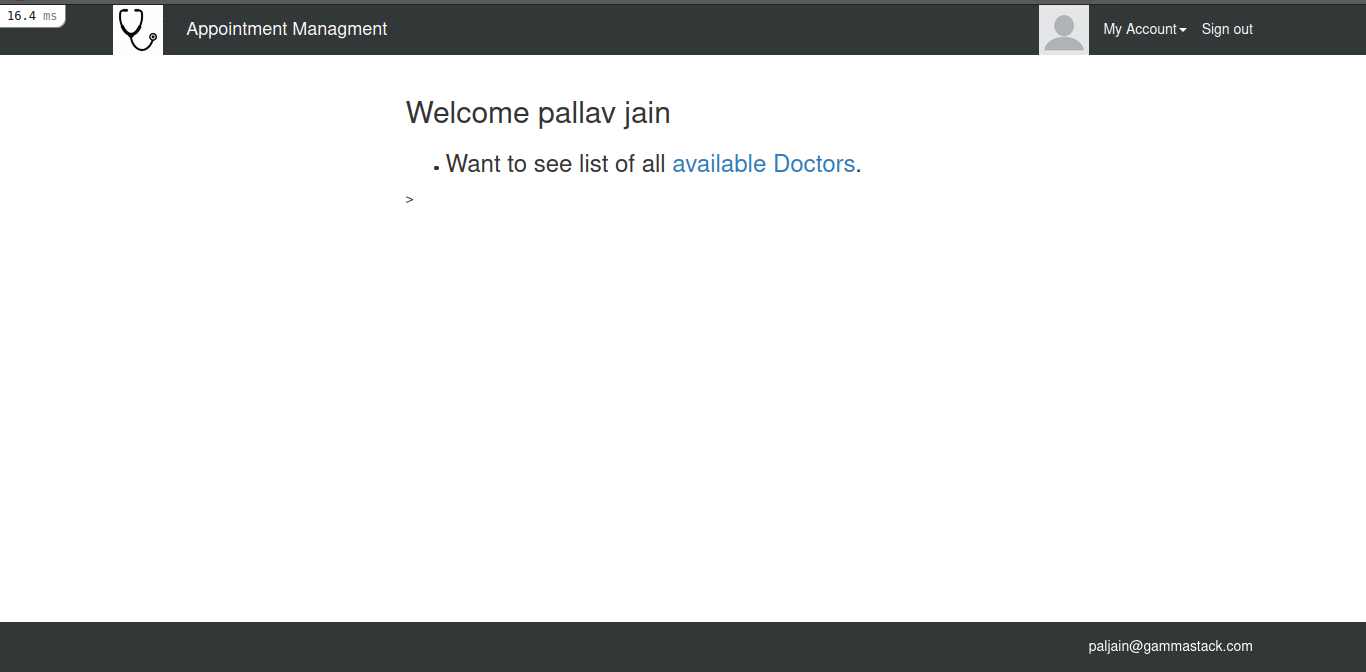 16.4 ms
Appointment Managment
My Account Sign out
Welcome pallav jain
• Want to see list of all available Doctors.
>
paljain@gammastack.com